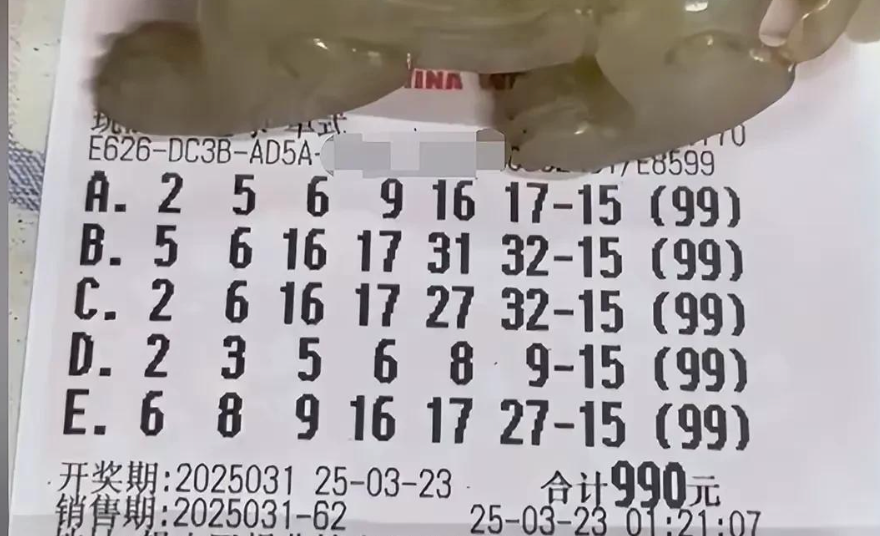 INA
单式
E626-DC3B-AD5A-
/E8599
A. 2 5 6 9 16 17-15 (99)
B. 5 6 16 17 31 32-15 (99)
C. 2 6 16 17 27 32-15 (99)
D. 2 3 5 6 8 9-15 (99)
E. 6 8 9 16 17 27-15 (99)
开奖期:2025031 25-03-23 合计990元
销售期:2025031-62 25-03-23 01:21:07